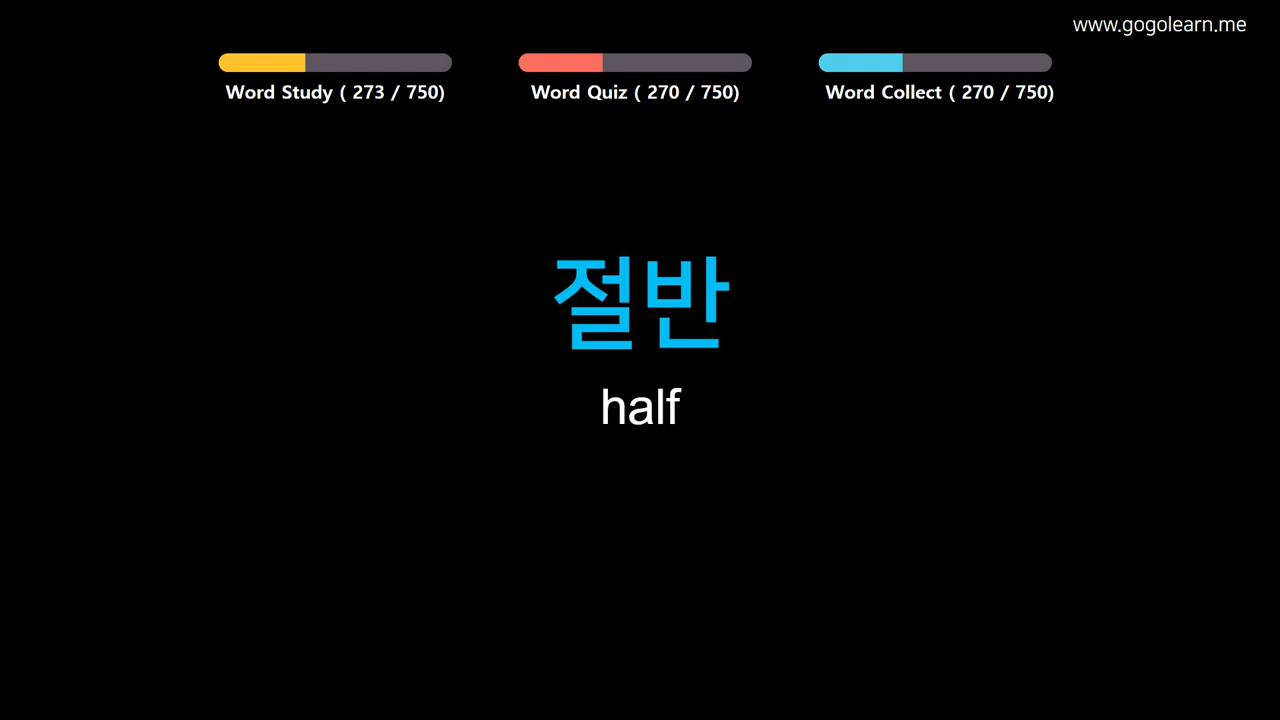 www.gogolearn.me
Word Study ( 273 / 750)
Word Quiz ( 270 / 750)
Word Collect ( 270 / 750)
절반
half